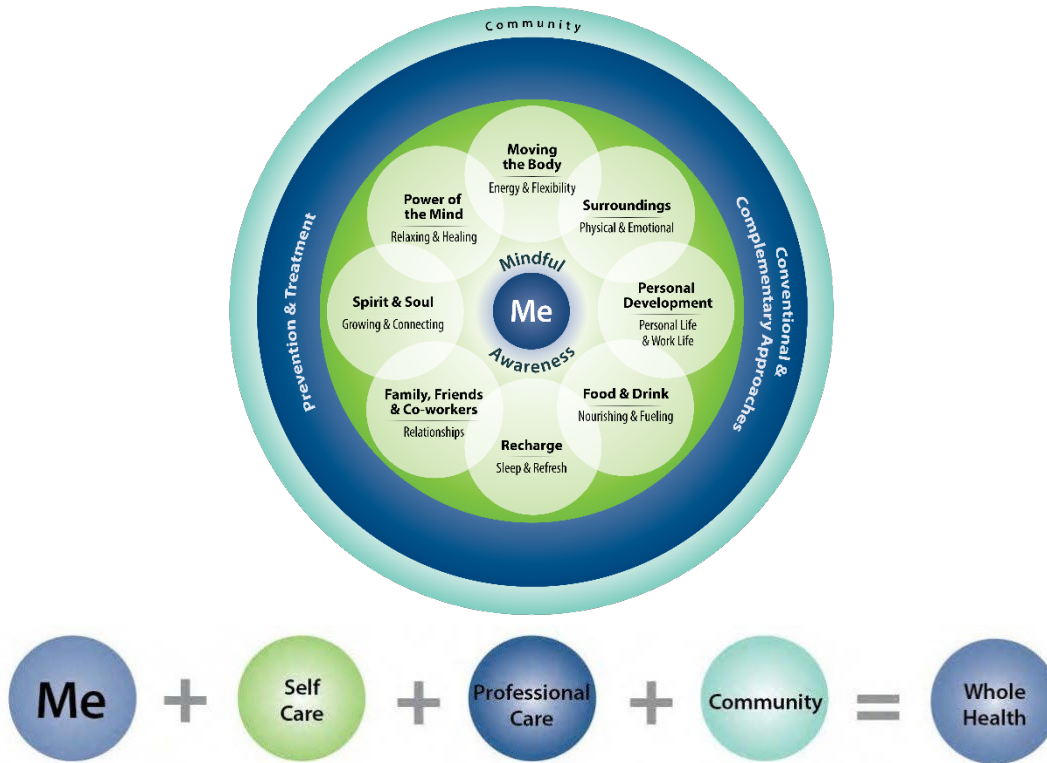 Community
Moving
the Body
Energy & Flexibility
Surroundings
Physical & Emotional
Personal
Development
Personal Life
& Work Life
Food & Drink
Nourishing & Fueling
Recharge
Sleep & Refresh
Family, Friends
& Co-workers
Relationships
Spirit & Soul
Growing & Connecting
Power of
the Mind
Relaxing & Healing
Mindful
Me
Awareness
Prevention & Treatment
Conventional &
Complementary Approaches
Me
+
Self
Care
+
Professional
Care
+
Community
=
Whole
Health